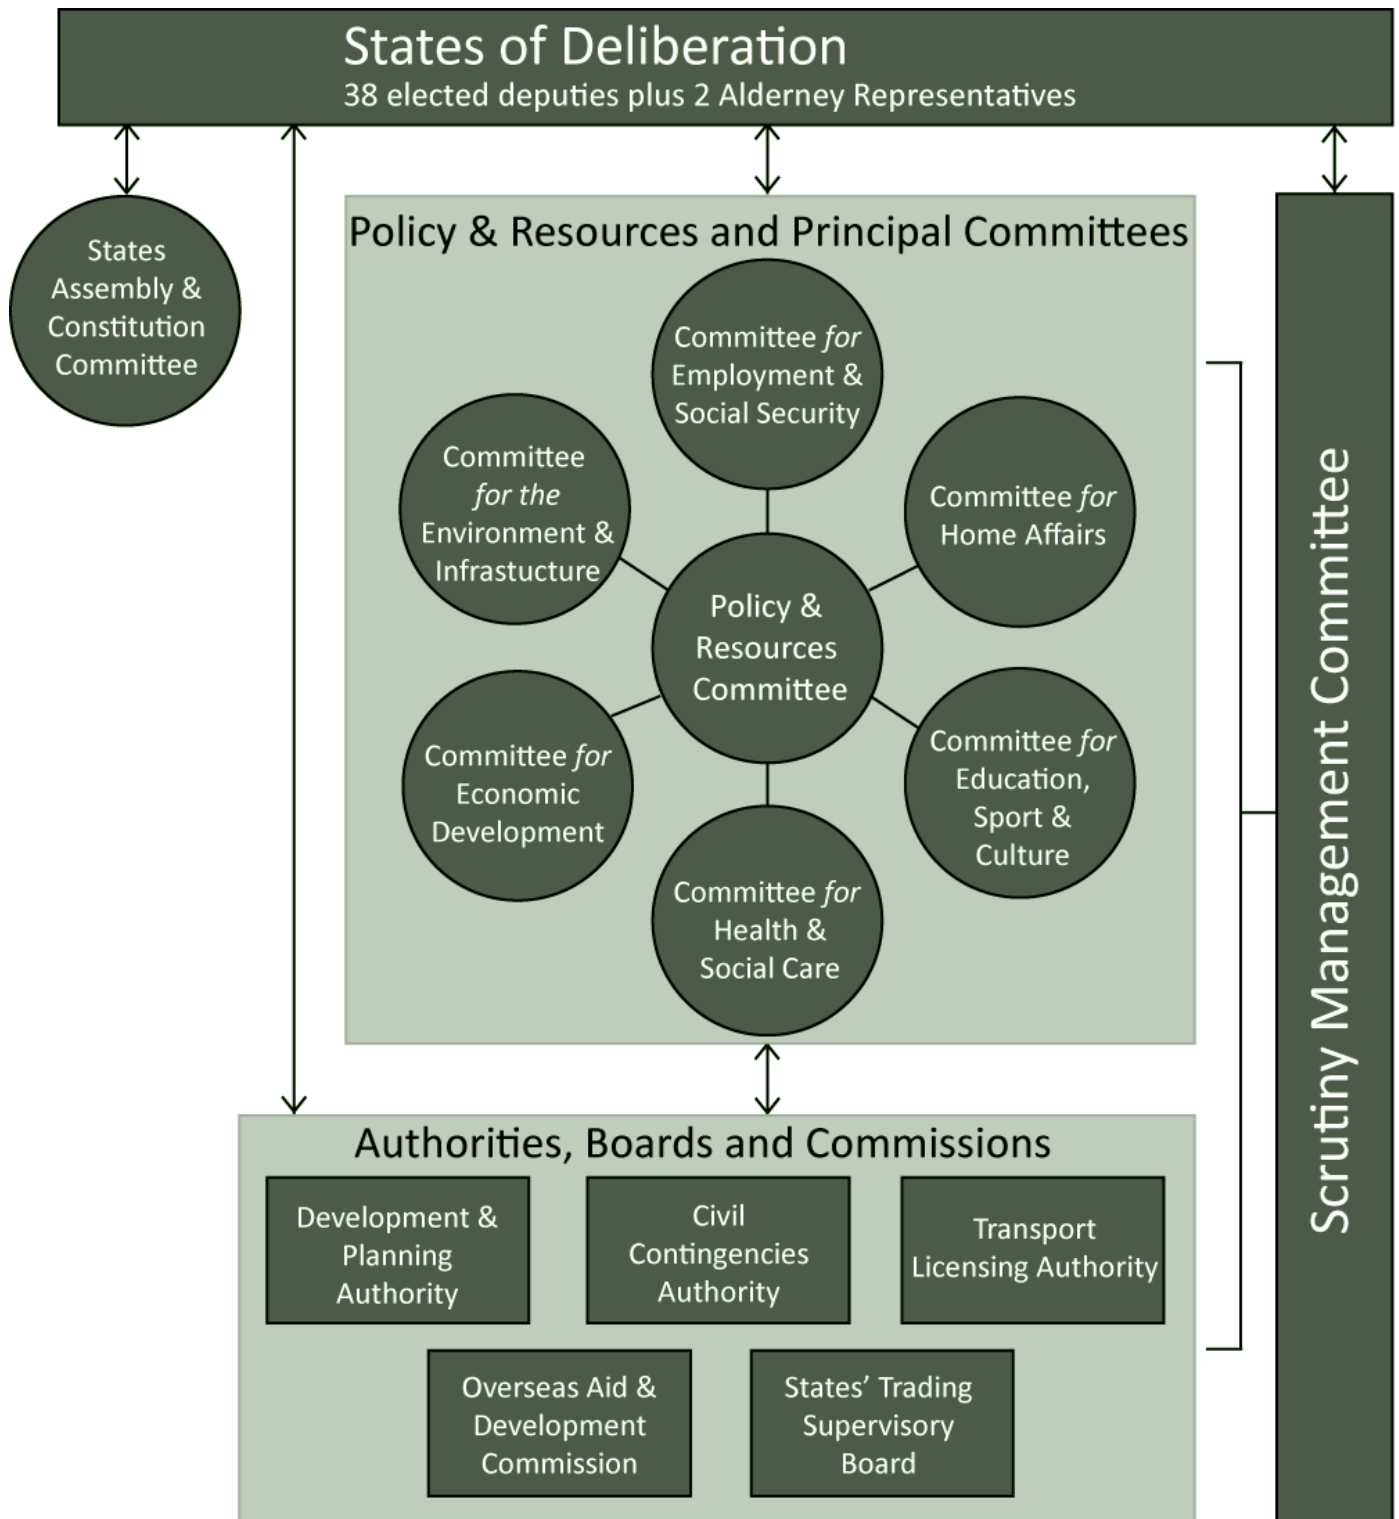 States of Deliberation
38 elected deputies plus 2 Alderney Representatives
States
Assembly &
Constitution
Committee
Policy & Resources and Principal Committees
Committee for
Employment &
Social Security
Committee
for the
Environment &
Infrastucture
Committee for
Home Affairs
Policy &
Resources
Committee
Committee for
Economic
Development
Committee for
Education,
Sport &
Culture
Committee for
Health &
Social Care
Scrutiny Management Committee
Authorities, Boards and Commissions
Development &
Planning
Authority
Civil
Contingencies
Authority
Transport
Licensing Authority
Overseas Aid &
Development
Commission
States’ Trading
Supervisory
Board